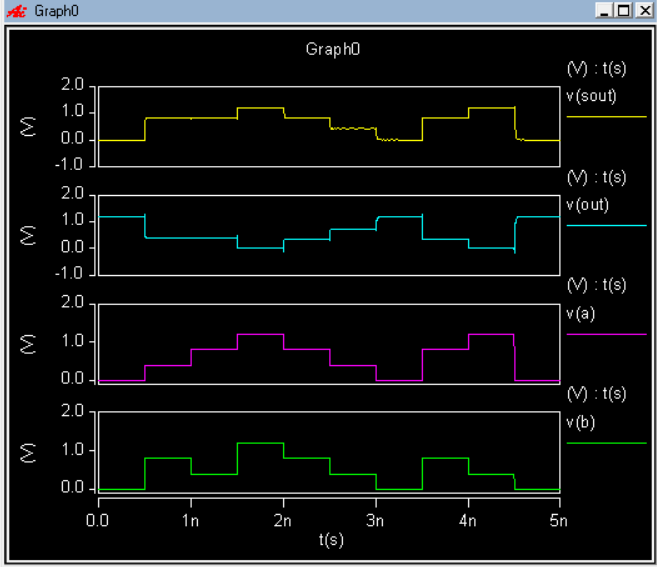 Graph0
Graph0
(V) : t(s)
v(sout)
2.0
1.0
0.0
-1.0
(V)
(V) : t(s)
v(out)
2.0
1.0
0.0
-1.0
(V)
(V) : t(s)
v(a)
2.0
1.0
0.0
(V)
(V) : t(s)
v(b)
2.0
1.0
0.0
(V)
0.0 1n 2n 3n 4n 5n
t(s)